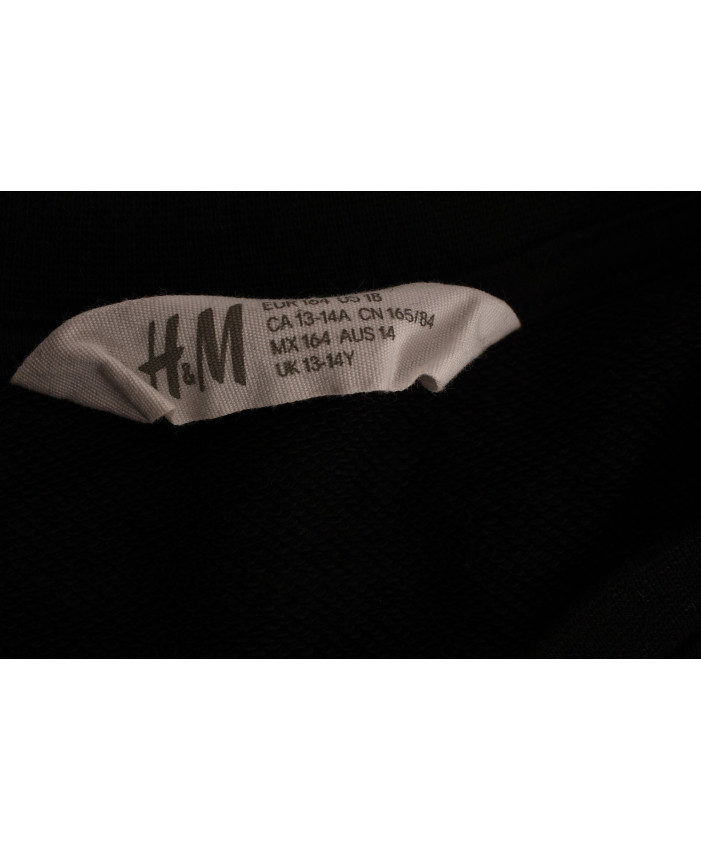 H&M
EUR 164 US 18
CA 13-14A CN 165/84
MX 164 AUS 14
UK 13-14Y